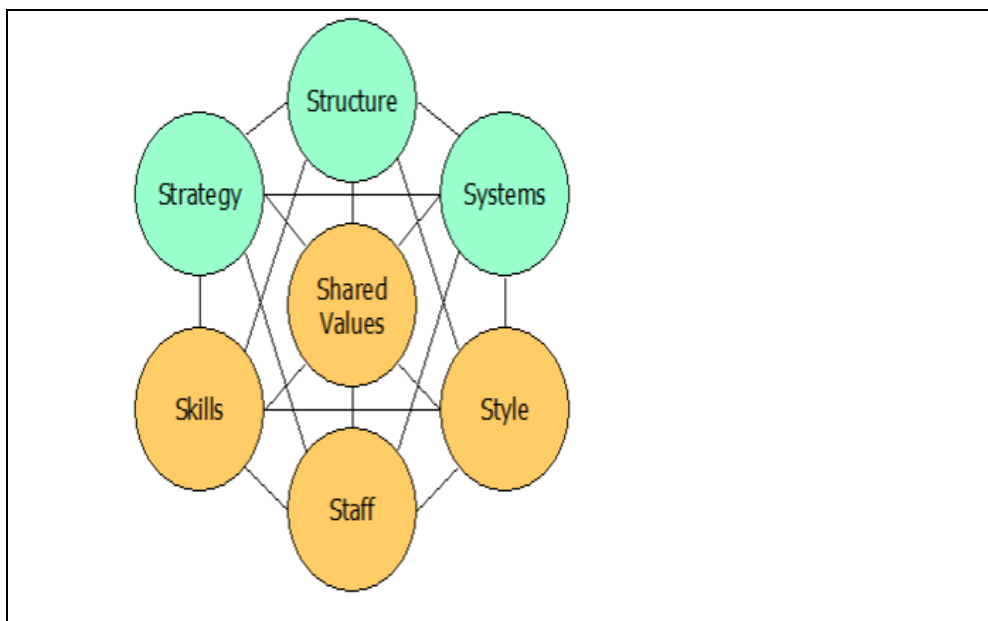 Structure
Strategy
Systems
Shared
Values
Skills
Style
Staff